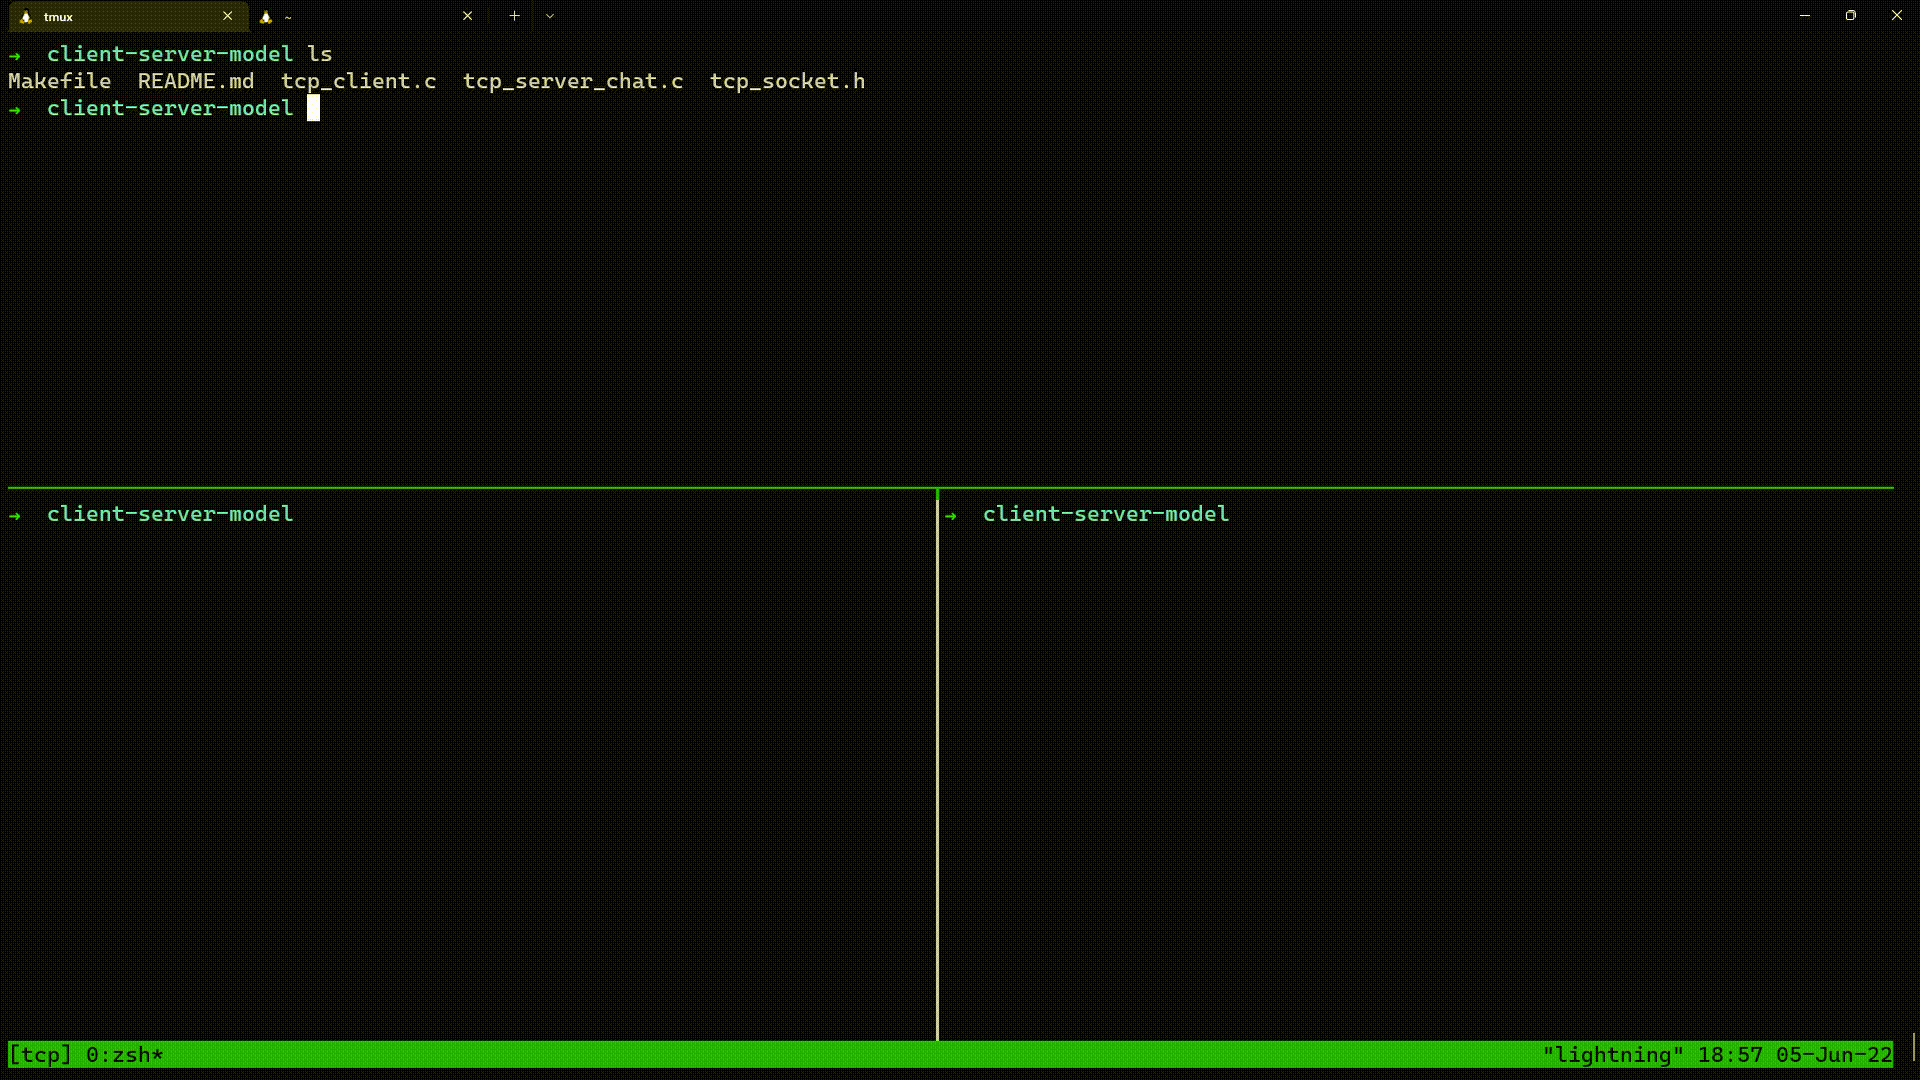 tmux
~
→ client-server-model ls
Makefile README.md tcp_client.c tcp_server_chat.c tcp_socket.h
→ client-server-model
→ client-server-model
→ client-server-model
[tcp] 0:zsh* "lightning" 18:57 05-Jun-22